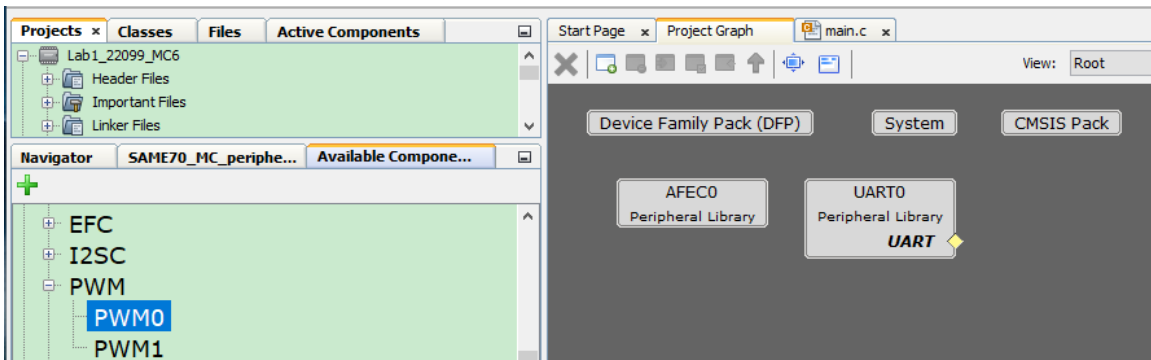 Projects x Classes Files Active Components
Lab1_22099_MC6
Header Files
Important Files
Linker Files
Navigator SAME70_MC_periphe... Available Compone...
EFC
I2SC
PWM
PWM0
PWM1
Start Page x Project Graph main.c x
View: Root
Device Family Pack (DFP) System CMSIS Pack
AFEC0
Peripheral Library
UART0
Peripheral Library
UART